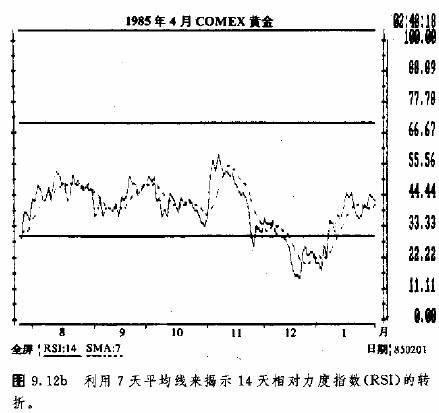 1985 年 4 月 COMEX 黄金
02:48:18
100.00
88.89
77.78
66.67
55.56
44.44
33.33
22.22
11.11
0.00
8 9 10 11 12 1 月
全屏 RSI:14 SMA:7 日期:850201
图 9.12b 利用 7 天平均线来揭示 14 天相对力度指数(RSI)的转
折。